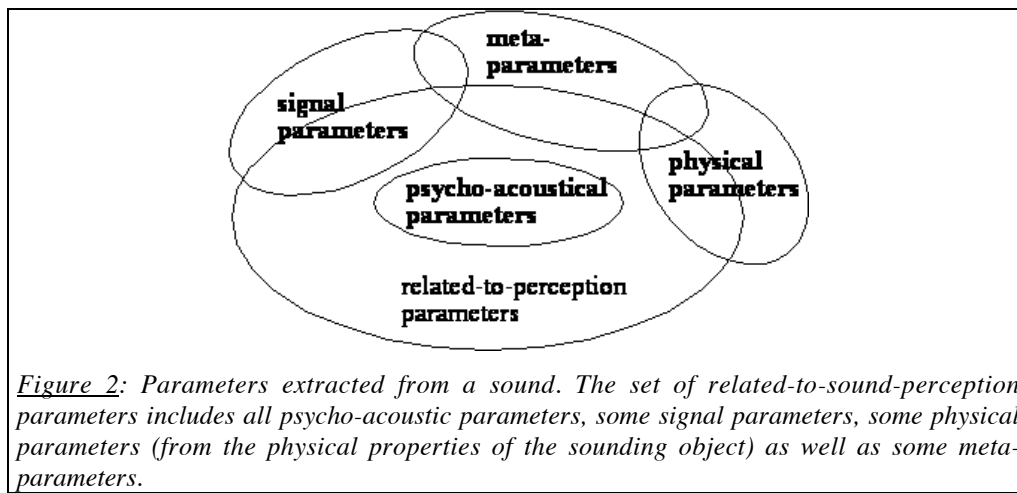 meta-
parameters
signal
parameters
physical
parameters
psycho-acoustical
parameters
related-to-perception
parameters
Figure 2: Parameters extracted from a sound. The set of related-to-sound-perception
parameters includes all psycho-acoustic parameters, some signal parameters, some physical
parameters (from the physical properties of the sounding object) as well as some meta-
parameters.